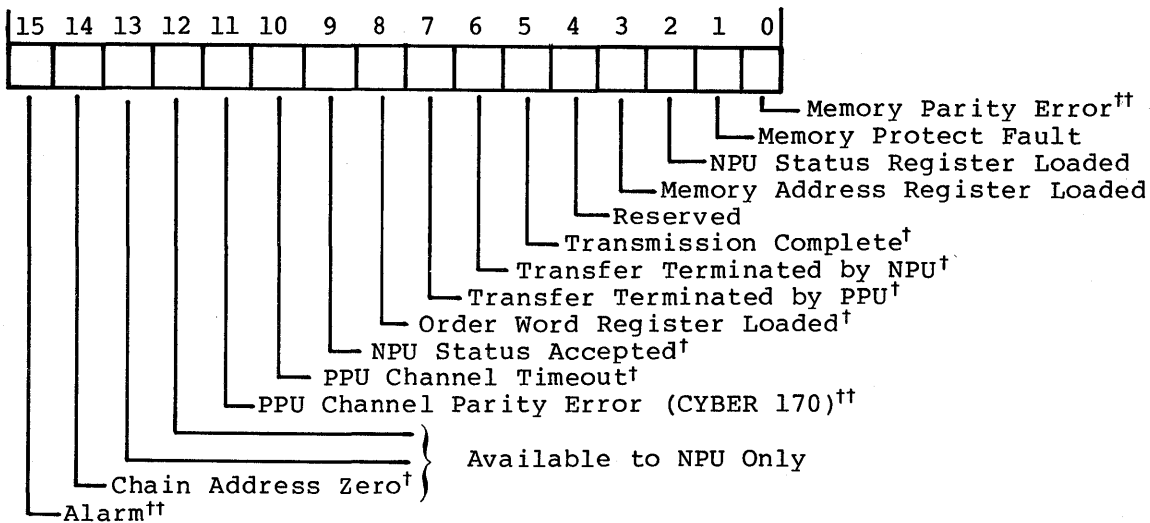 15 14 13 12 11 10 9 8 7 6 5 4 3 2 1 0
Memory Parity Error††
Memory Protect Fault
NPU Status Register Loaded
Memory Address Register Loaded
Reserved
Transmission Complete†
Transfer Terminated by NPU†
Transfer Terminated by PPU†
Order Word Register Loaded†
NPU Status Accepted†
PPU Channel Timeout†
PPU Channel Parity Error (CYBER 170)††
Available to NPU Only
Chain Address Zero†
Alarm††